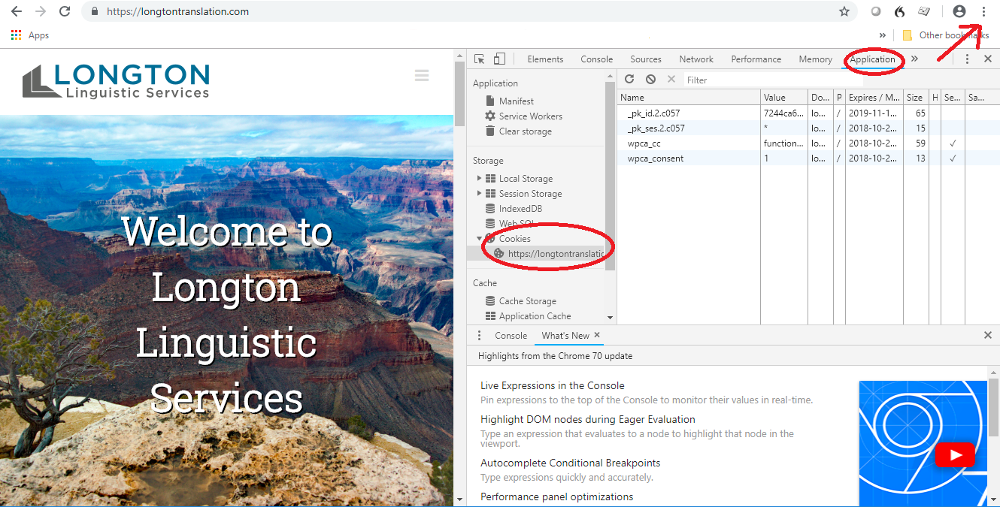 https://longtontranslation.com
Apps
»
Other bookmarks
LONGTON
Linguistic Services
Welcome to
Longton
Linguistic
Services
Elements Console Sources Network Performance Memory Application »
Application
Manifest
Service Workers
Clear storage
Storage
Local Storage
Session Storage
IndexedDB
Web SQL
Cookies
https://longtontranslatic
Cache
Cache Storage
Application Cache
Filter
Name Value Do... P Expires / M... Size H Se... Sa...
_pk_id.2.c057 7244ca6... lo... / 2019-11-1... 65
_pk_ses.2.c057 * lo... / 2018-10-2... 15
wpca_cc function... lo... / 2018-10-2... 59 ✓
wpca_consent 1 lo... / 2018-10-2... 13 ✓
Console What's New ×
Highlights from the Chrome 70 update
Live Expressions in the Console
Pin expressions to the top of the Console to monitor their values in real-time.
Highlight DOM nodes during Eager Evaluation
Type an expression that evaluates to a node to highlight that node in the
viewport.
Autocomplete Conditional Breakpoints
Type expressions quickly and accurately.
Performance panel optimizations